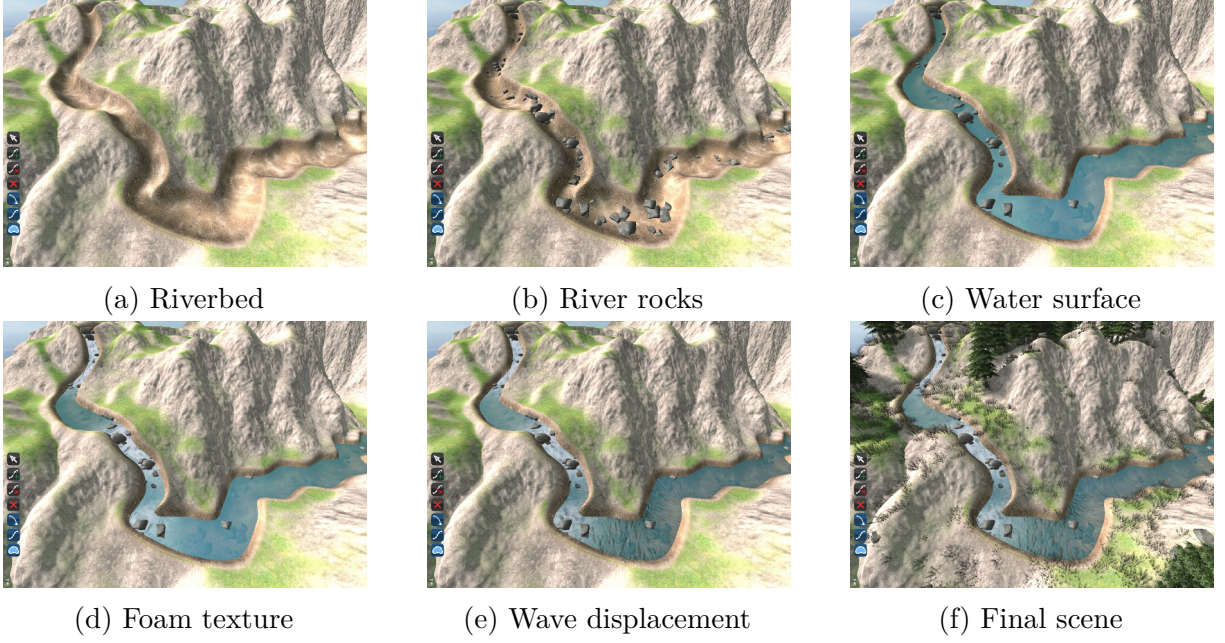 (a) Riverbed
(b) River rocks
(c) Water surface
(d) Foam texture
(e) Wave displacement
(f) Final scene